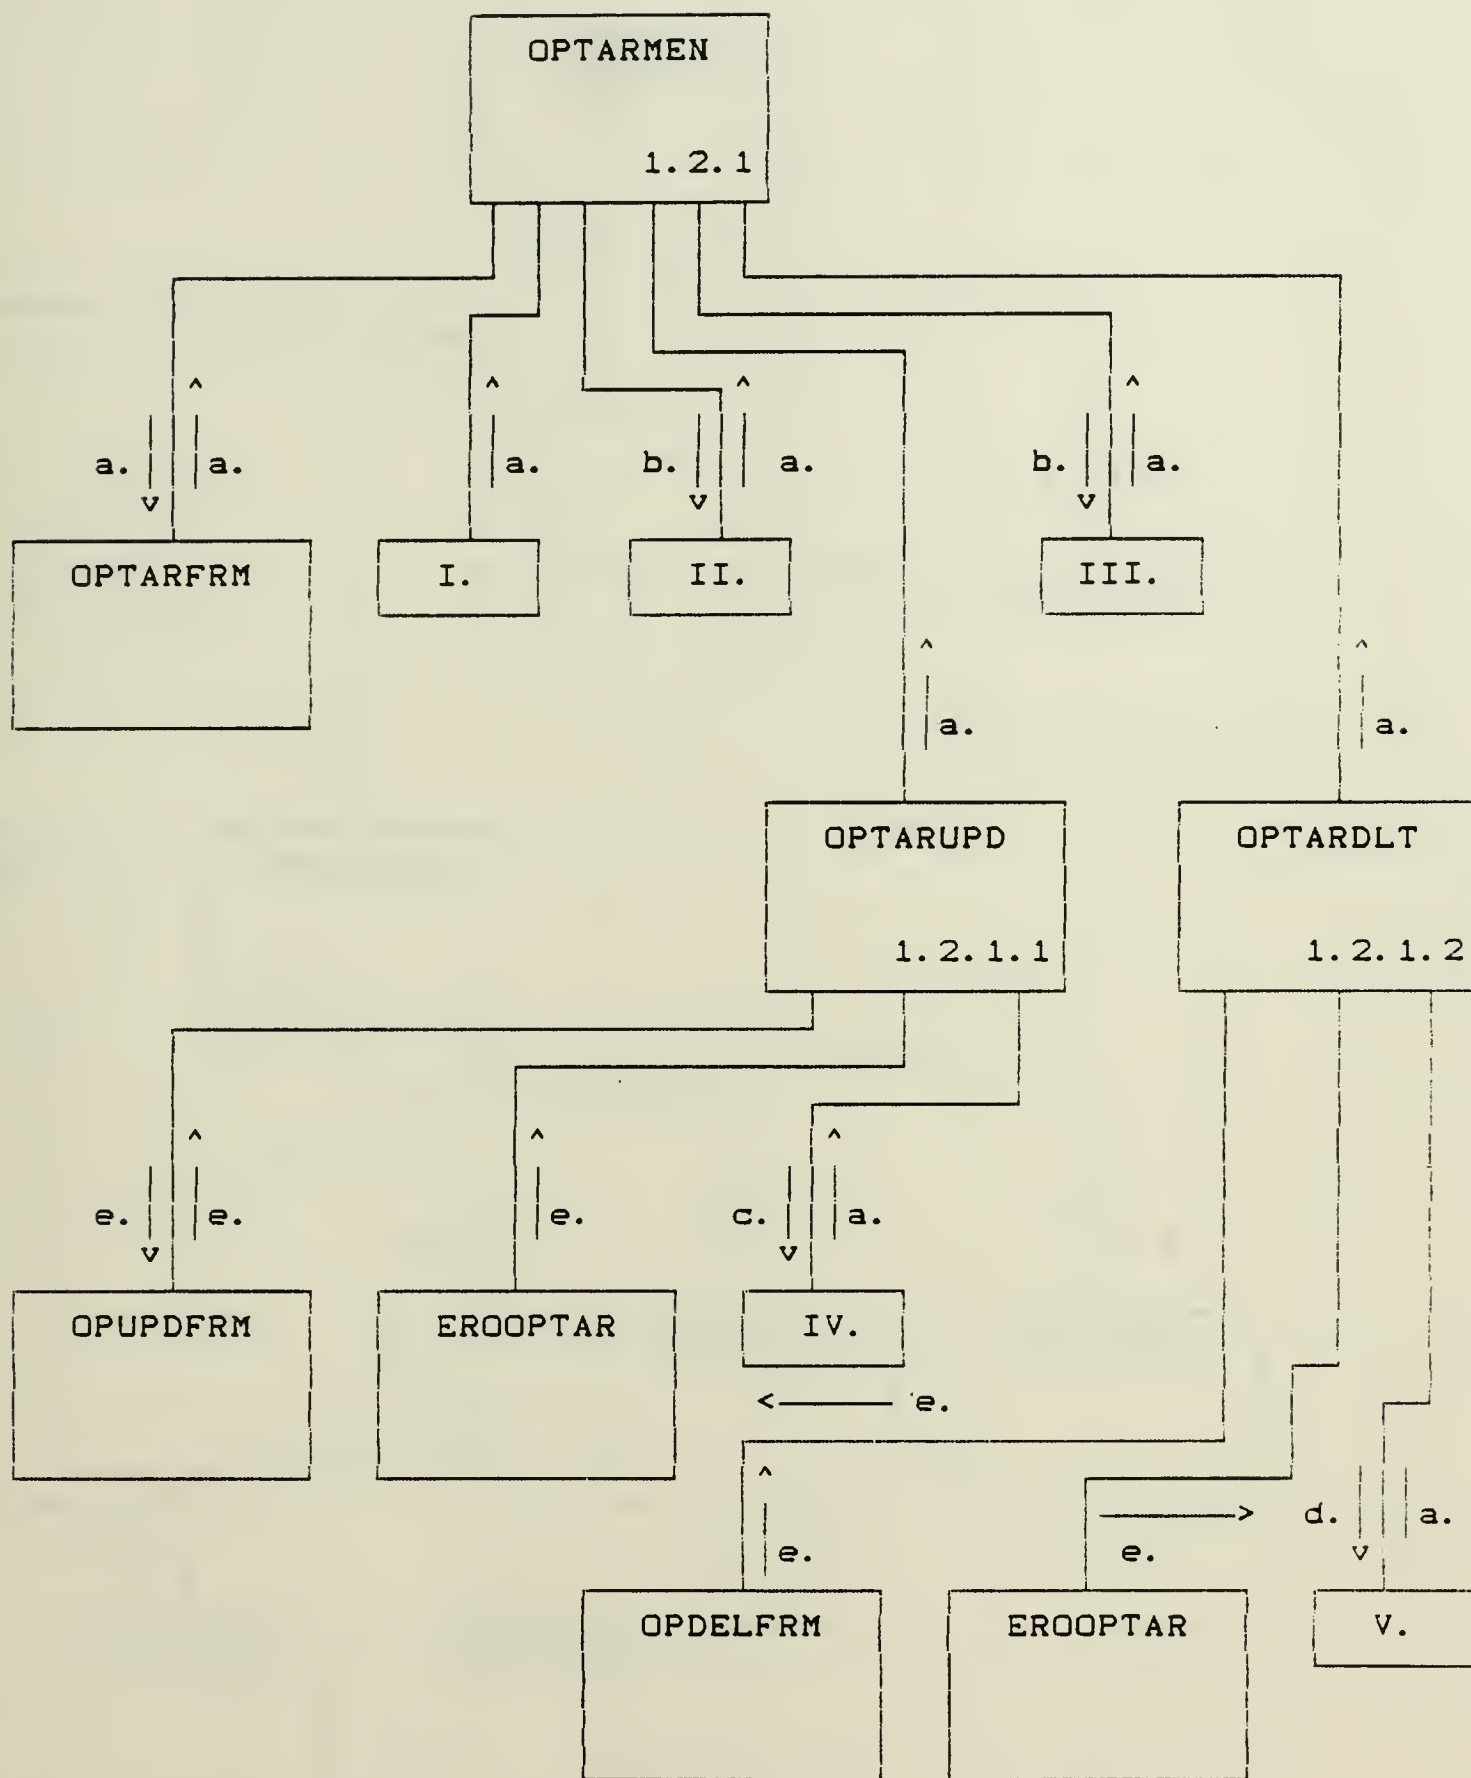 OPTARMEN
1.2.1
a.
a.
a.
b.
a.
b.
a.
OPTARFRM
I.
II.
III.
a.
a.
OPTARUPD
OPTARDLT
1.2.1.1
1.2.1.2
e.
e.
e.
c.
a.
OPUPDFRM
EROOPTAR
IV.
e.
e.
e.
d.
a.
OPDELFRM
EROOPTAR
V.